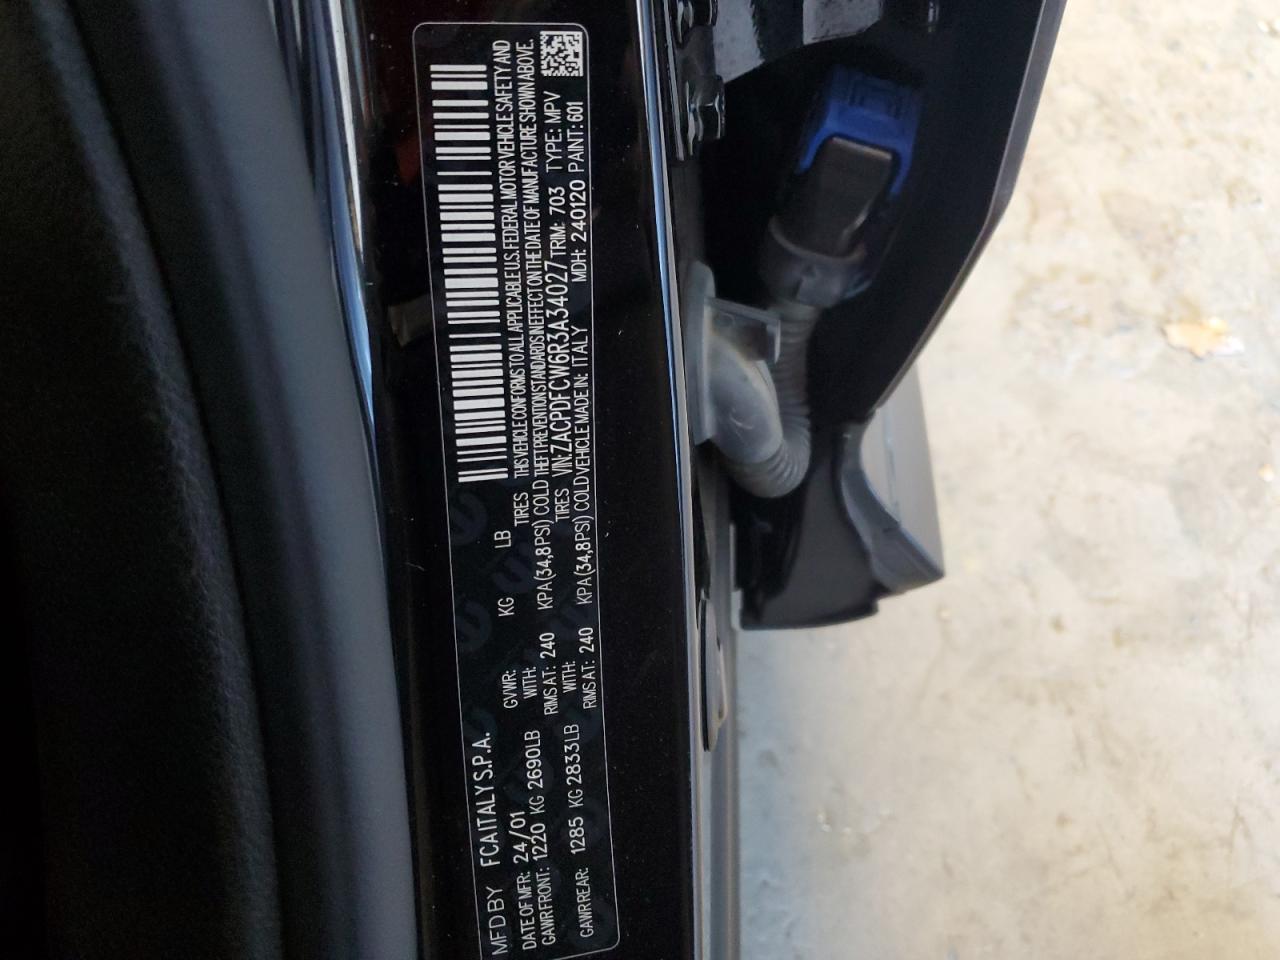 MFD BY FCA ITALY S.P.A.
DATE OF MFR: 24/01 GVWR: KG LB
GAWR FRONT: 1220 KG 2690LB WITH: TIRES
RIMS AT: 240 KPA(34,8PSI) COLD
GAWR REAR: 1285 KG 2833LB WITH: TIRES
RIMS AT: 240 KPA(34,8PSI) COLD
THIS VEHICLE CONFORMS TO ALL APPLICABLE U.S. FEDERAL MOTOR VEHICLE SAFETY AND
THEFT PREVENTION STANDARDS IN EFFECT ON THE DATE OF MANUFACTURE SHOWN ABOVE.
VIN: ZACPDFCW6R3A34027 TRIM: 703 TYPE: MPV
VEHICLE MADE IN: ITALY MDH: 240120 PAINT: 601